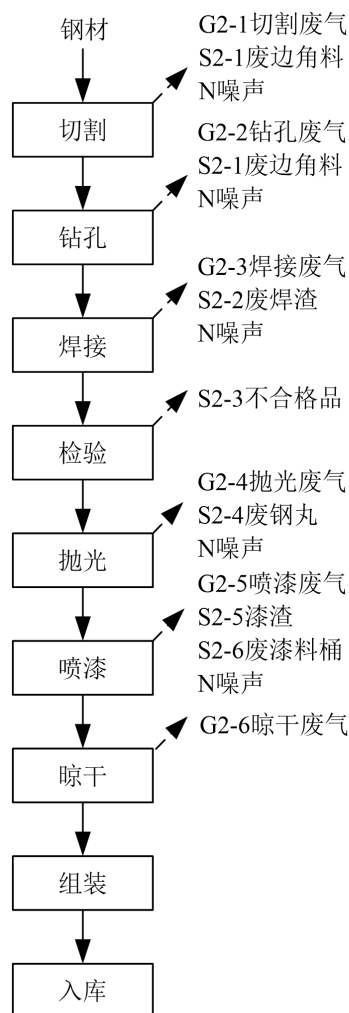 钢材
G2-1切割废气
S2-1废边角料
N噪声
切割
G2-2钻孔废气
S2-1废边角料
N噪声
钻孔
G2-3焊接废气
S2-2废焊渣
N噪声
焊接
S2-3不合格品
检验
G2-4抛光废气
S2-4废钢丸
N噪声
抛光
G2-5喷漆废气
S2-5漆渣
S2-6废漆料桶
N噪声
喷漆
G2-6晾干废气
晾干
组装
入库